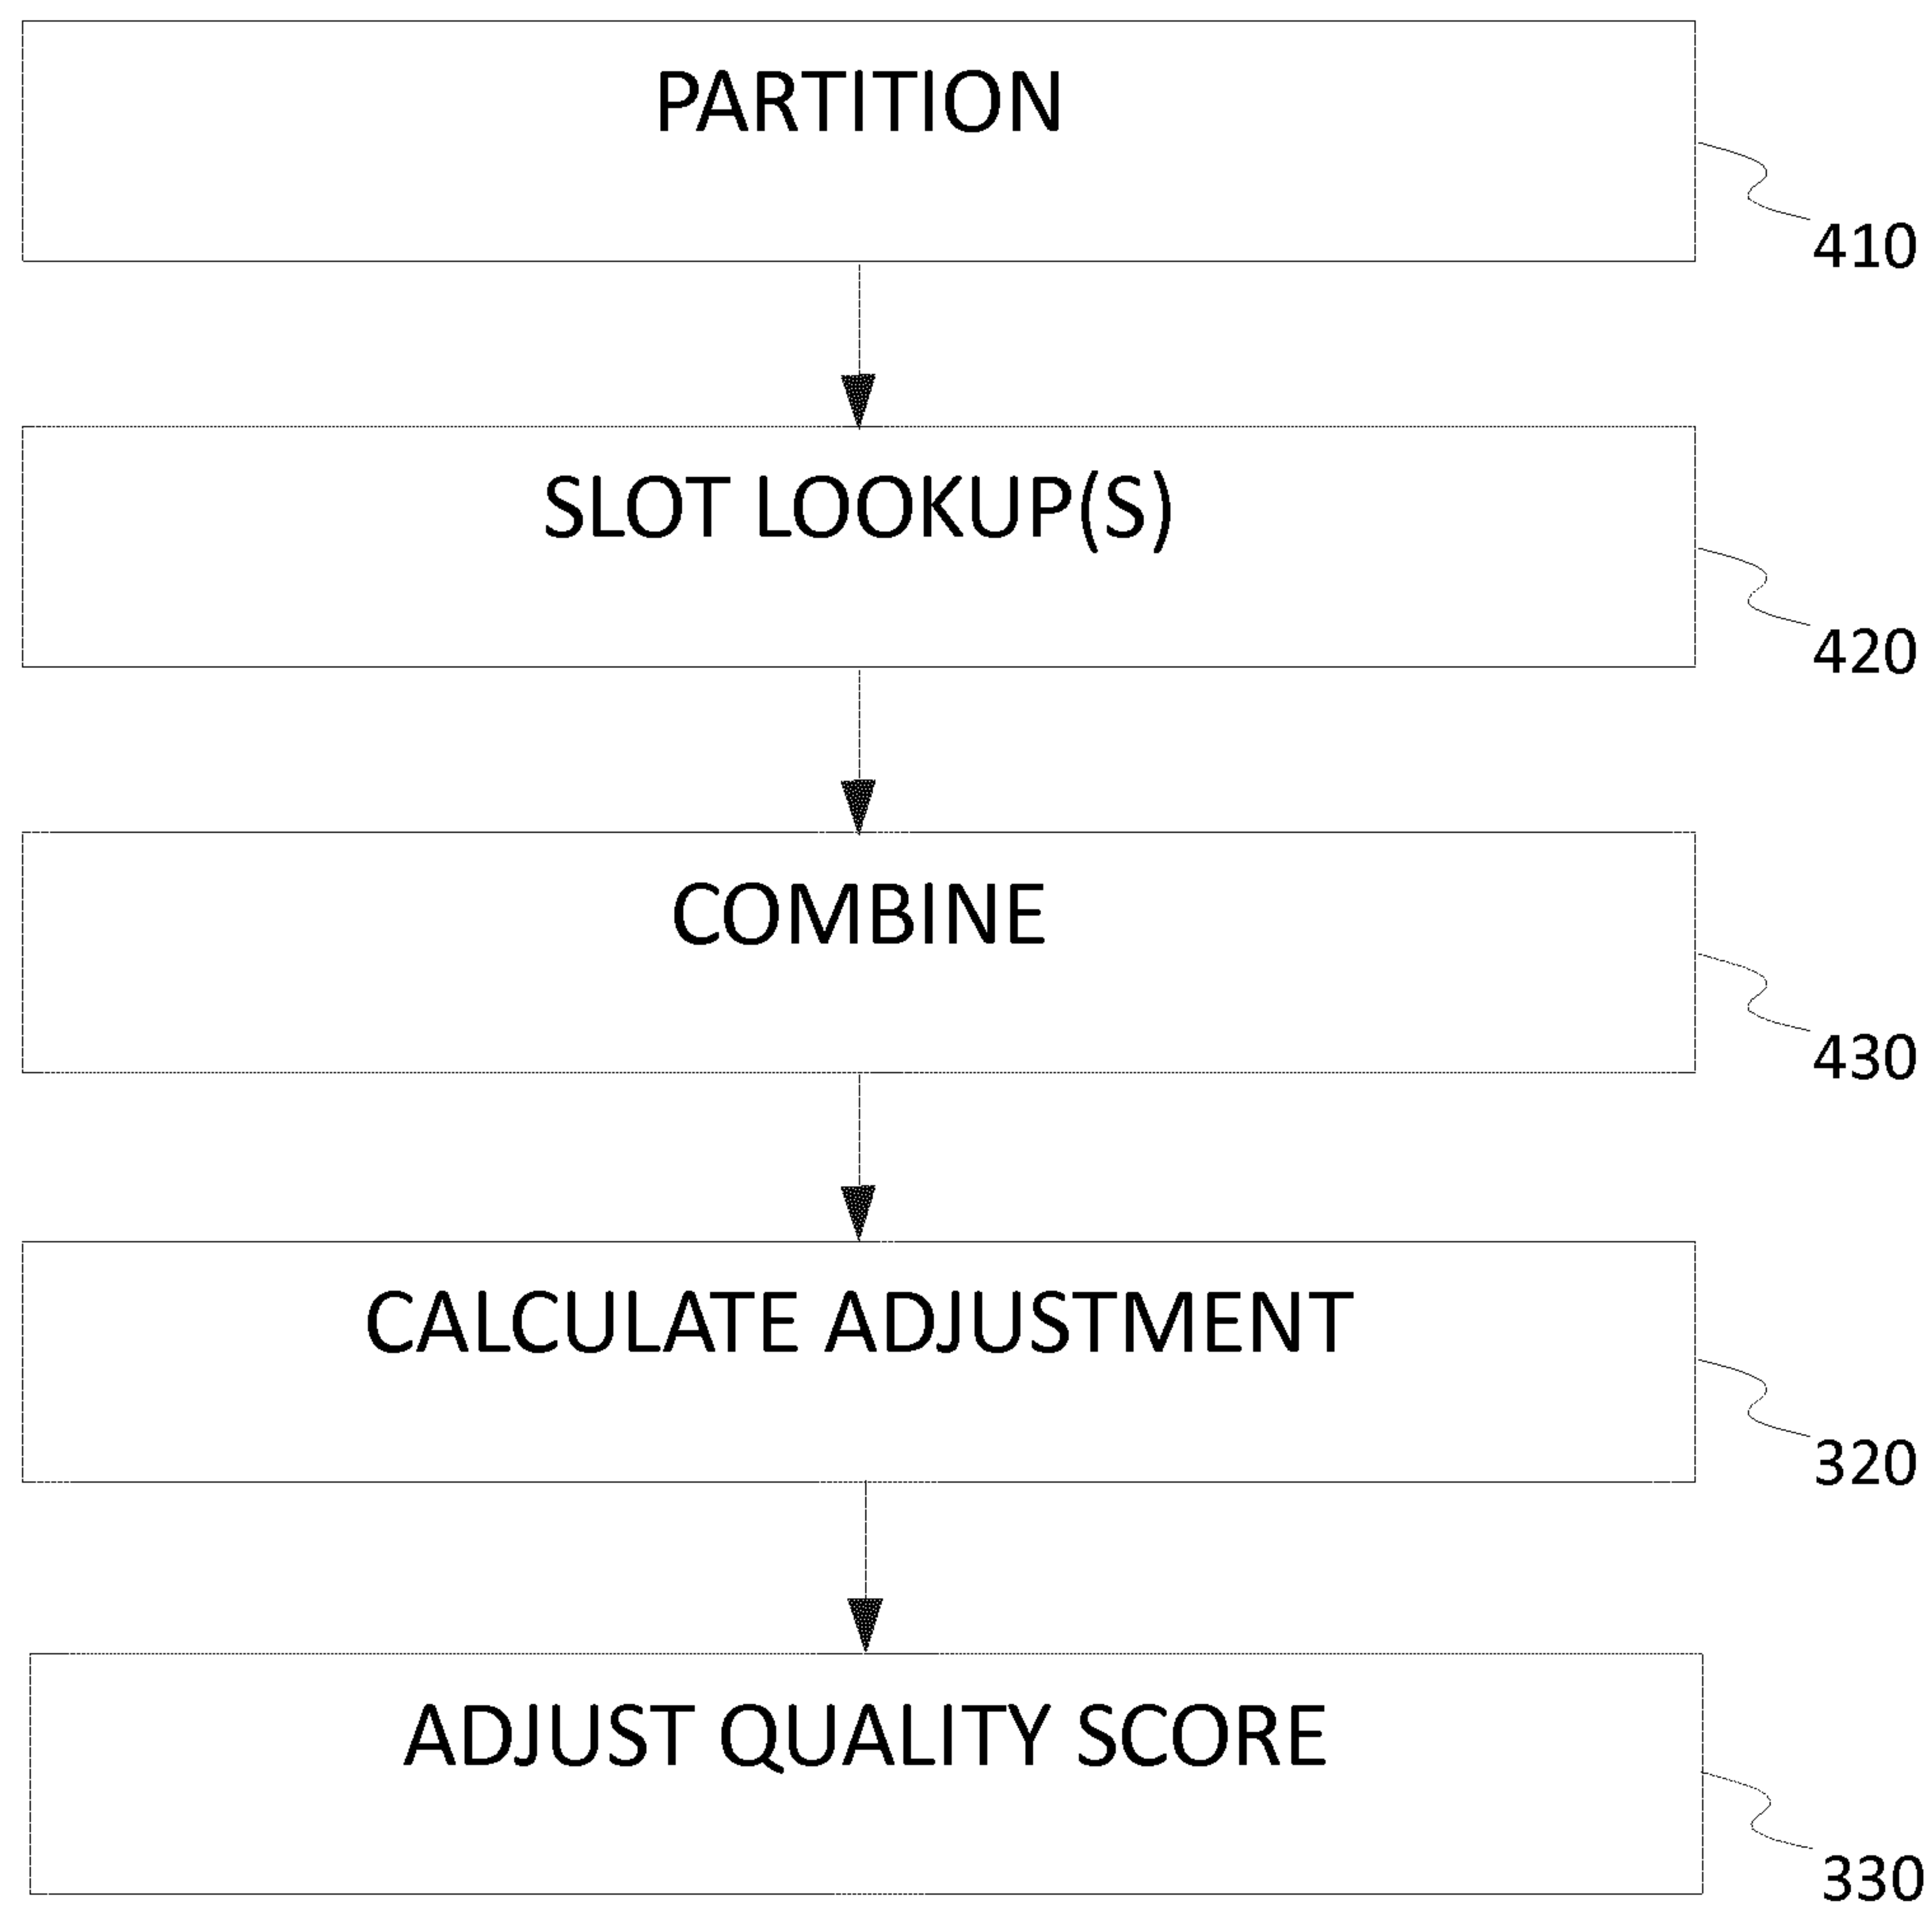 PARTITION
410
SLOT LOOKUP(S)
420
COMBINE
430
CALCULATE ADJUSTMENT
320
ADJUST QUALITY SCORE
330